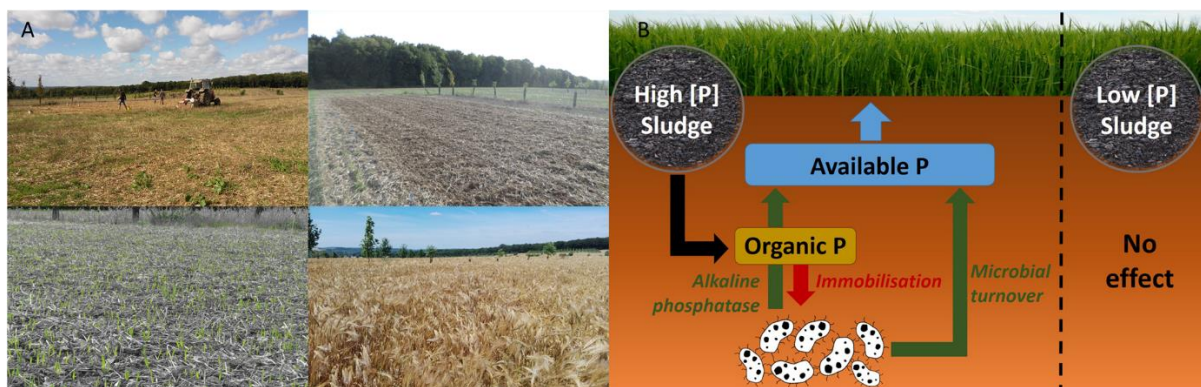 A
B
High [P]
Sludge
Low [P]
Sludge
Available P
Organic P
Alkaline
phosphatase
Immobilisation
Microbial
turnover
No
effect